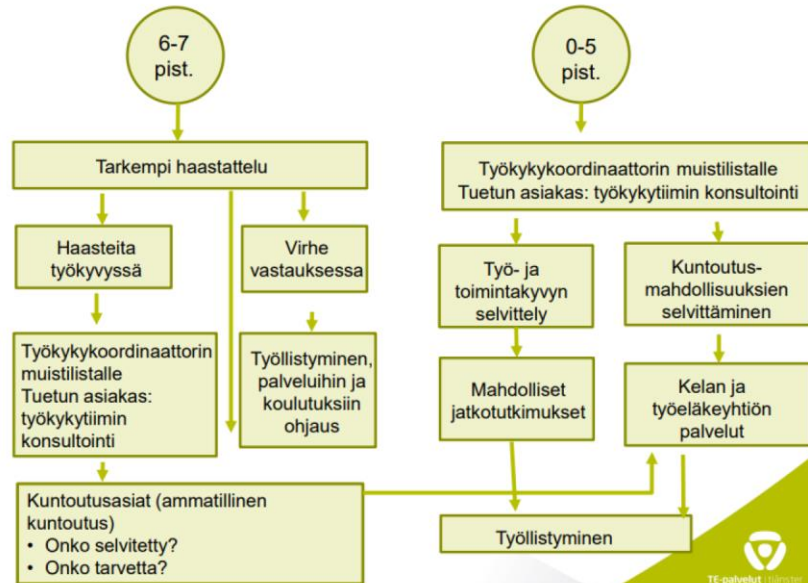 6-7
pist.
0-5
pist.
Tarkempi haastattelu
Työkykykoordinaattorin muistilistalle
Tuetun asiakas: työkykytiimin konsultointi
Haasteita
työkyvyssä
Virhe
vastauksessa
Työ- ja
toimintakyvyn
selvittely
Kuntoutus-
mahdollisuuksien
selvittäminen
Työkykykoordinaattorin
muistilistalle
Tuetun asiakas:
työkykytiimin
konsultointi
Työllistyminen,
palveluihin ja
koulutuksiin
ohjaus
Mahdolliset
jatkotutkimukset
Kelan ja
työeläkeyhtiön
palvelut
Kuntoutusasiat (ammatillinen
kuntoutus)
• Onko selvitetty?
• Onko tarvetta?
Työllistyminen
TE-palvelut